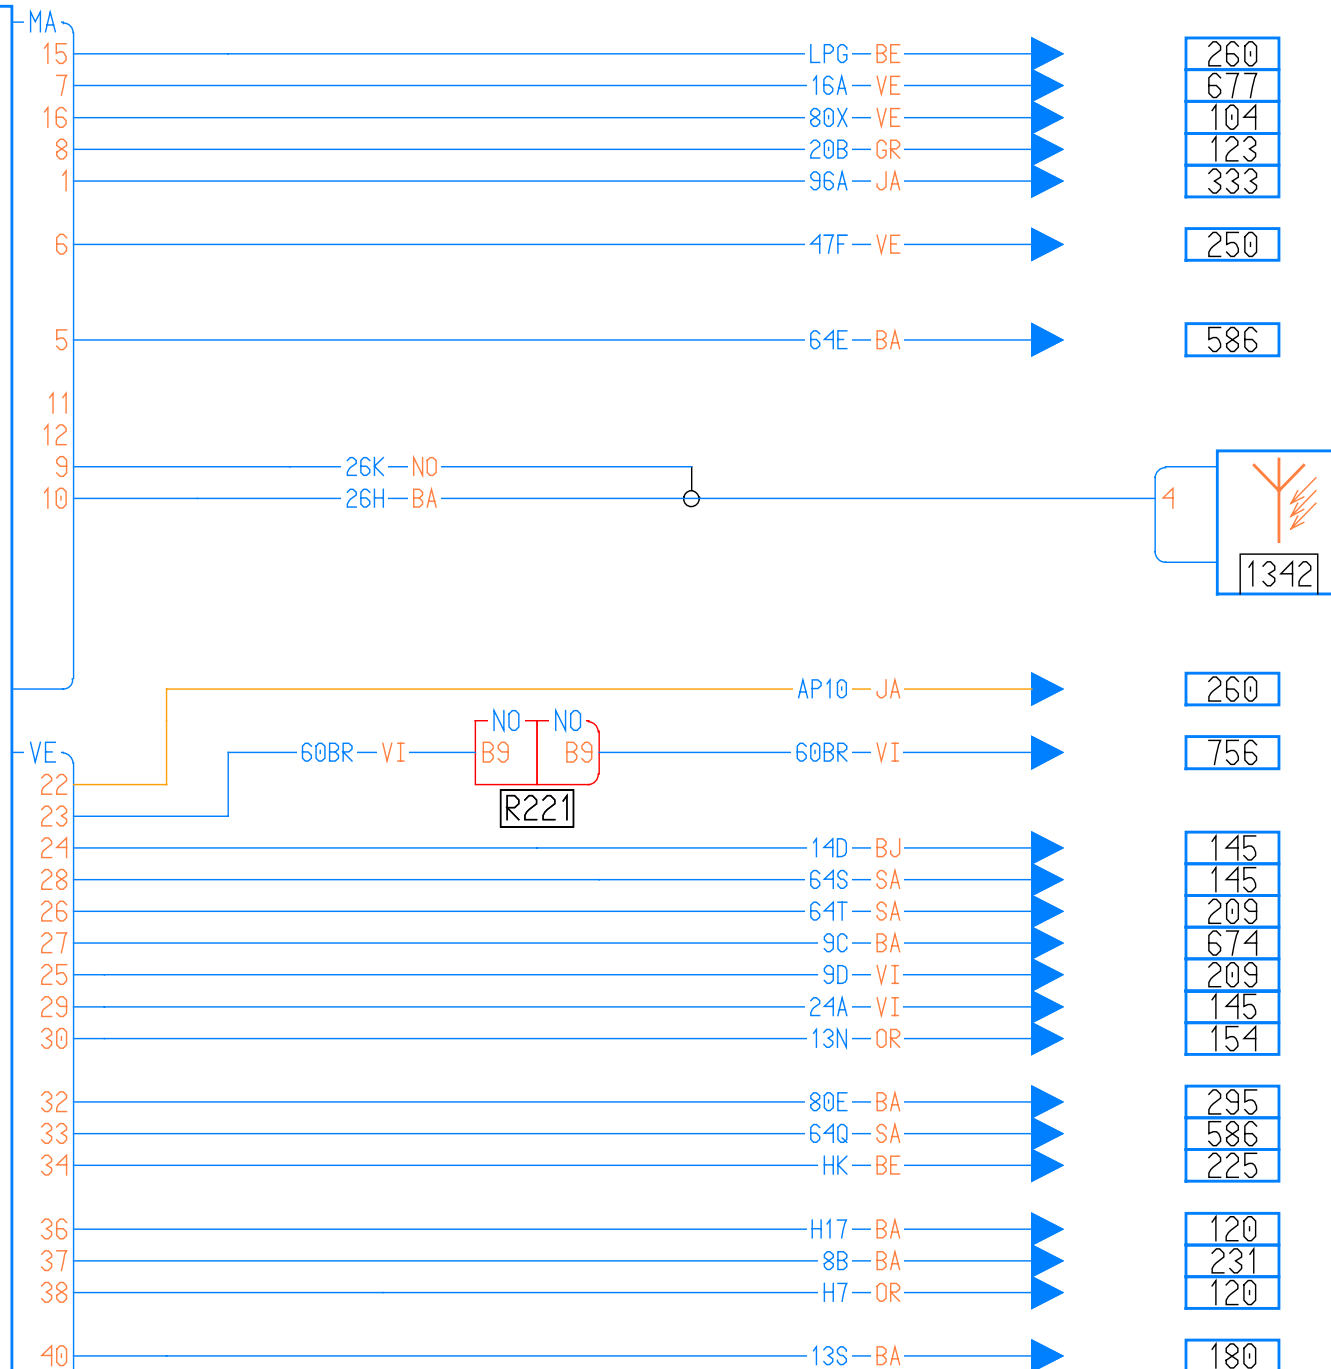 MA
15 LPG BE 260
7 16A VE 677
16 80X VE 104
8 20B GR 123
1 96A JA 333
6 47F VE 250
5 64E BA 586
11
12
9 26K NO
10 26H BA 4
1342
AP10 JA 260
NO NO
VE 60BR VI B9 B9 60BR VI 756
22
R221
23
24 14D BJ 145
28 64S SA 145
26 64T SA 209
27 9C BA 674
25 9D VI 209
29 24A VI 145
30 13N OR 154
32 80E BA 295
33 64Q SA 586
34 HK BE 225
36 H17 BA 120
37 8B BA 231
38 H7 OR 120
40 13S BA 180